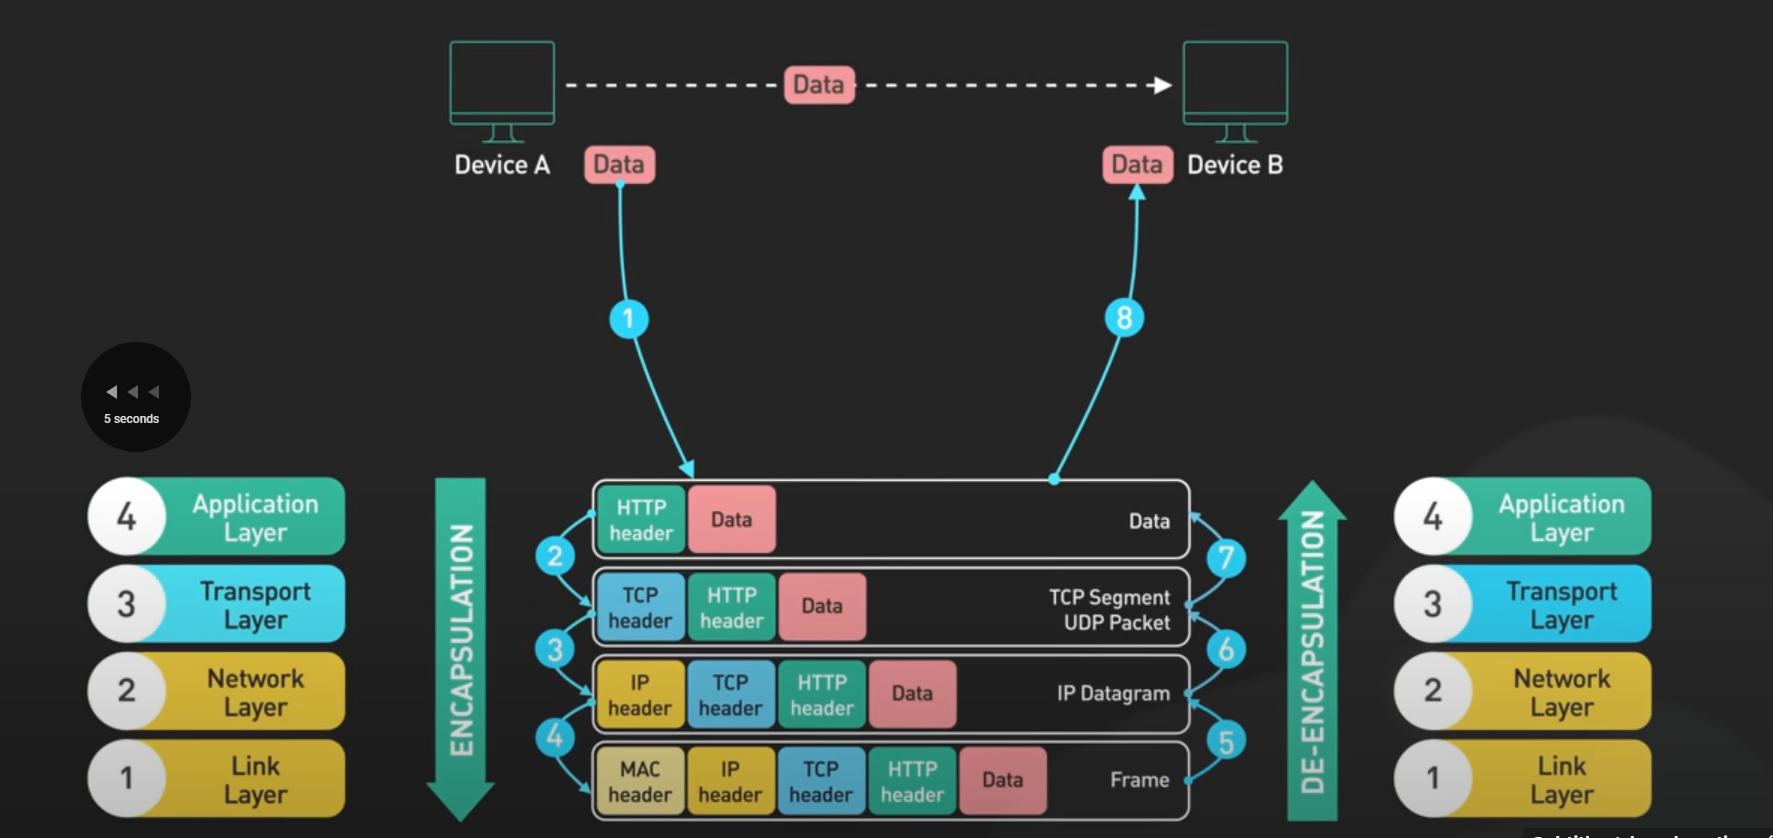 Data
Device A
Data
Data
Device B
1
8
5 seconds
4
Application
Layer
3
Transport
Layer
2
Network
Layer
1
Link
Layer
ENCAPSULATION
HTTP
header
Data
Data
2
TCP
header
HTTP
header
Data
TCP Segment
UDP Packet
3
IP
header
TCP
header
HTTP
header
Data
IP Datagram
4
MAC
header
IP
header
TCP
header
HTTP
header
Data
Frame
7
6
5
DE-ENCAPSULATION
4
Application
Layer
3
Transport
Layer
2
Network
Layer
1
Link
Layer